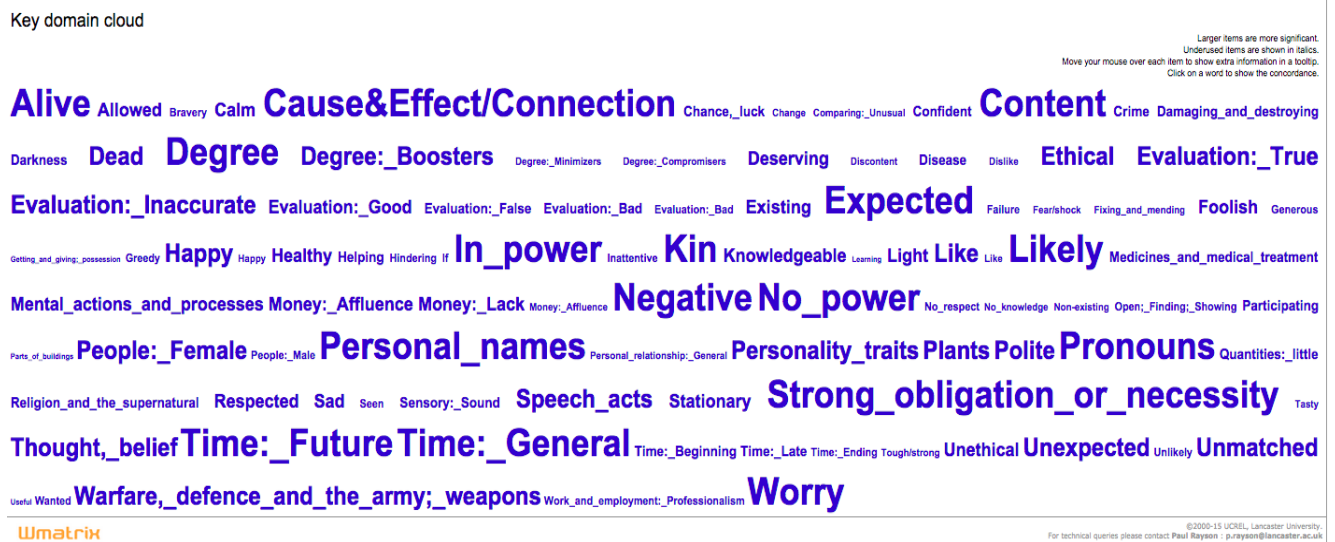 Key domain cloud
Larger items are more significant.
Underused items are shown in italics.
Move your mouse over each item to show extra information in a tooltip.
Click on a word to show the concordance.
Alive Allowed Bravery Calm Cause&Effect/Connection Chance,_luck Change Comparing:_Unusual Confident Content Crime Damaging_and_destroying
Darkness Dead Degree Degree:_Boosters Degree:_Minimizers Degree:_Compromisers Deserving Discontent Disease Dislike Ethical Evaluation:_True
Evaluation:_Inaccurate Evaluation:_Good Evaluation:_False Evaluation:_Bad Evaluation:_Bad Existing Expected Failure Fear/shock Fixing_and_mending Foolish Generous
Getting_and_giving;_possession Greedy Happy Happy Healthy Helping Hindering If In_power Inattentive Kin Knowledgeable Learning Light Like Like Likely Medicines_and_medical_treatment
Mental_actions_and_processes Money:_Affluence Money:_Lack Money:_Affluence Negative No_power No_respect No_knowledge Non-existing Open;_Finding;_Showing Participating
Parts_of_buildings People:_Female People:_Male Personal_names Personal_relationship:_General Personality_traits Plants Polite Pronouns Quantities:_little
Religion_and_the_supernatural Respected Sad Seen Sensory:_Sound Speech_acts Stationary Strong_obligation_or_necessity Tasty
Thought,_belief Time:_Future Time:_General Time:_Beginning Time:_Late Time:_Ending Tough/strong Unethical Unexpected Unlikely Unmatched
Useful Wanted Warfare,_defence_and_the_army;_weapons Work_and_employment:_Professionalism Worry
Wmatrix
©2000-15 UCREL, Lancaster University.
For technical queries please contact Paul Rayson : p.rayson@lancaster.ac.uk